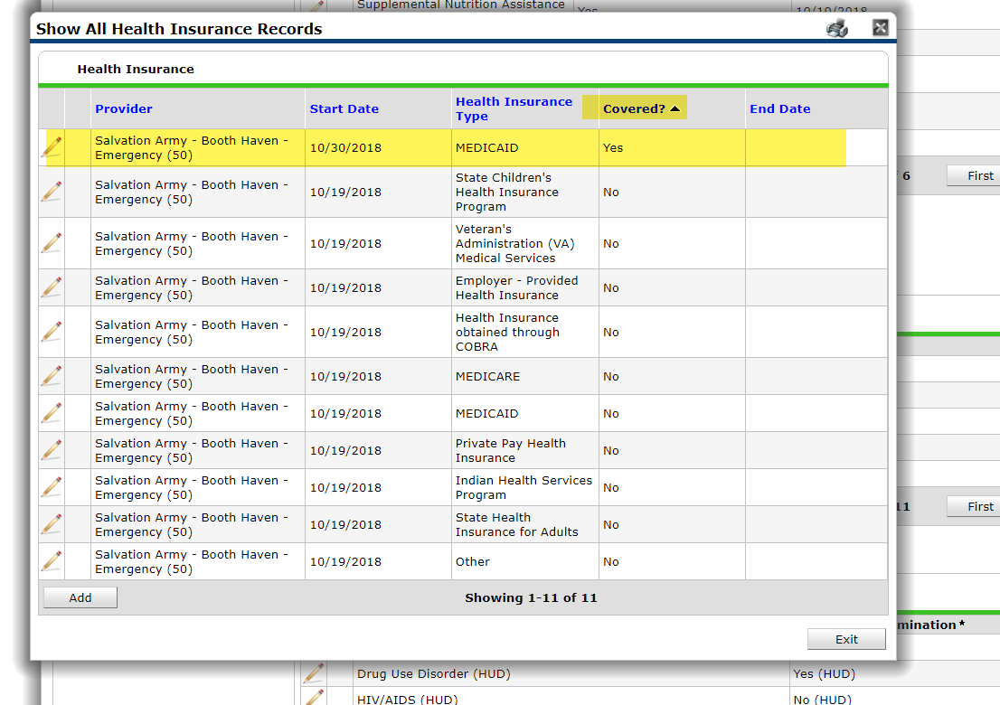 Supplemental Nutrition Assistance
Yes
10/19/2018
Show All Health Insurance Records
Health Insurance
Provider
Start Date
Health Insurance
Type
Covered?
End Date
Salvation Army - Booth Haven -
Emergency (50)
10/30/2018
MEDICAID
Yes
Salvation Army - Booth Haven -
Emergency (50)
10/19/2018
State Children's
Health Insurance
Program
No
Salvation Army - Booth Haven -
Emergency (50)
10/19/2018
Veteran's
Administration (VA)
Medical Services
No
Salvation Army - Booth Haven -
Emergency (50)
10/19/2018
Employer - Provided
Health Insurance
No
Salvation Army - Booth Haven -
Emergency (50)
10/19/2018
Health Insurance
obtained through
COBRA
No
Salvation Army - Booth Haven -
Emergency (50)
10/19/2018
MEDICARE
No
Salvation Army - Booth Haven -
Emergency (50)
10/19/2018
MEDICAID
No
Salvation Army - Booth Haven -
Emergency (50)
10/19/2018
Private Pay Health
Insurance
No
Salvation Army - Booth Haven -
Emergency (50)
10/19/2018
Indian Health Services
Program
No
Salvation Army - Booth Haven -
Emergency (50)
10/19/2018
State Health
Insurance for Adults
No
Salvation Army - Booth Haven -
Emergency (50)
10/19/2018
Other
No
Add
Showing 1-11 of 11
Exit
6
First
11
First
mination*
Drug Use Disorder (HUD)
Yes (HUD)
HIV/AIDS (HUD)
No (HUD)